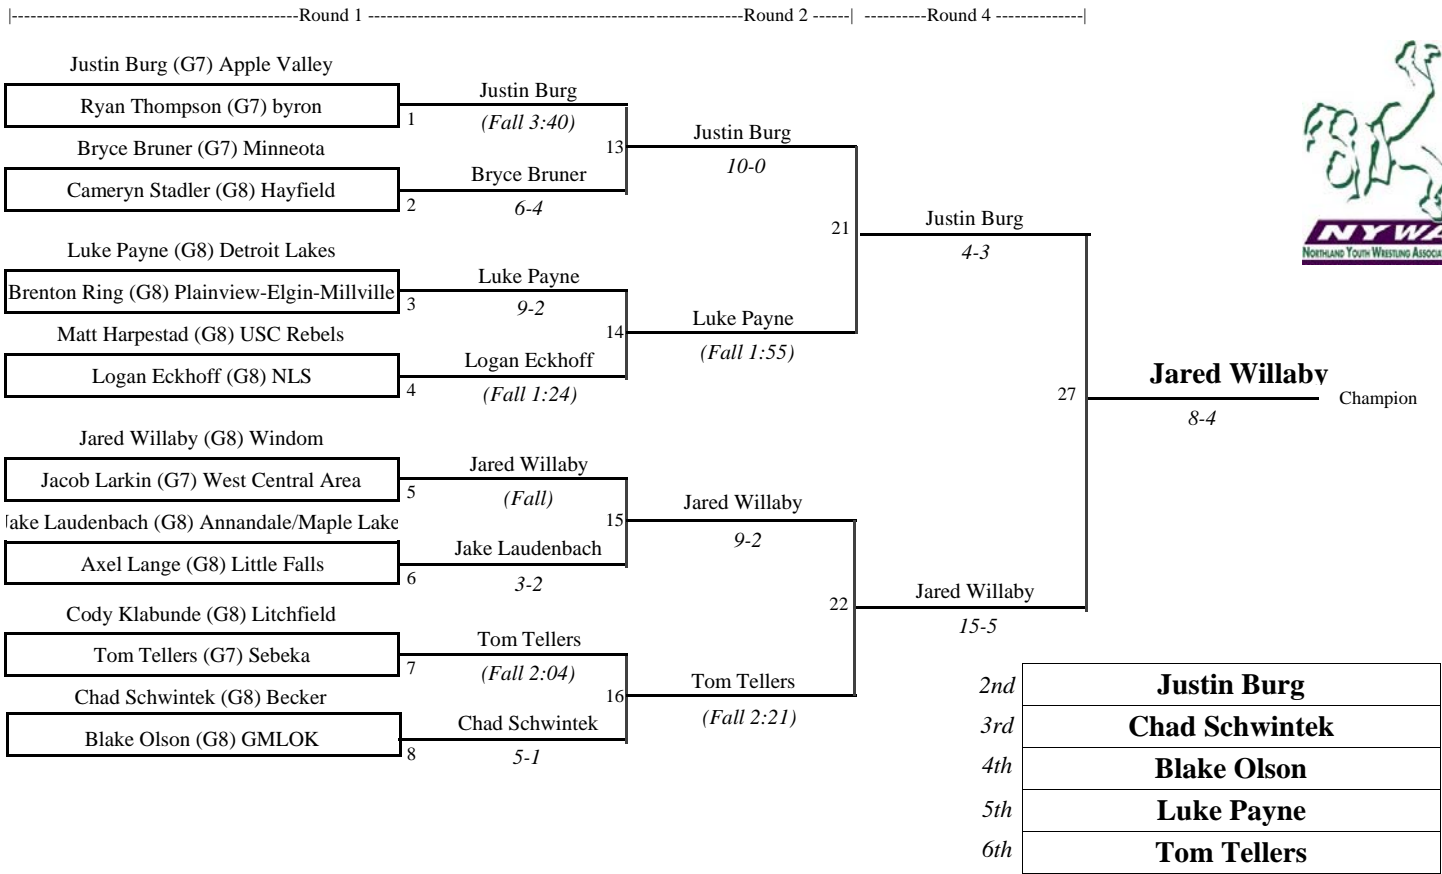 |-----------------------------------------------Round 1 -----------------------------------------------------------------------------Round 2 ------| ----------Round 4 --------------|
Justin Burg (G7) Apple Valley
Ryan Thompson (G7) byron
1
Justin Burg
(Fall 3:40)
Bryce Bruner (G7) Minneota
Cameryn Stadler (G8) Hayfield
2
Bryce Bruner
6-4
13
Justin Burg
10-0
Luke Payne (G8) Detroit Lakes
Brenton Ring (G8) Plainview-Elgin-Millville
3
Luke Payne
9-2
Matt Harpestad (G8) USC Rebels
Logan Eckhoff (G8) NLS
4
Logan Eckhoff
(Fall 1:24)
14
Luke Payne
(Fall 1:55)
21
Justin Burg
4-3
Jared Willaby (G8) Windom
Jacob Larkin (G7) West Central Area
5
Jared Willaby
(Fall)
Jake Laudenbach (G8) Annandale/Maple Lake
Axel Lange (G8) Little Falls
6
Jake Laudenbach
3-2
15
Jared Willaby
9-2
Cody Klabunde (G8) Litchfield
Tom Tellers (G7) Sebeka
7
Tom Tellers
(Fall 2:04)
Chad Schwintek (G8) Becker
Blake Olson (G8) GMLOK
8
Chad Schwintek
5-1
16
Tom Tellers
(Fall 2:21)
22
Jared Willaby
15-5
27
Jared Willaby
Champion
8-4
NYWA
NORTHLAND YOUTH WRESTLING ASSOCIA
2nd Justin Burg
3rd Chad Schwintek
4th Blake Olson
5th Luke Payne
6th Tom Tellers